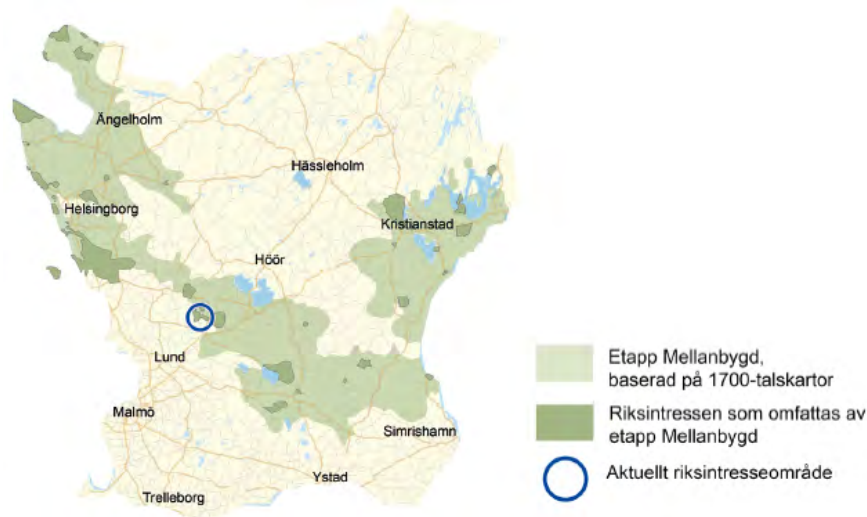 Ängelholm
Hässleholm
Helsingborg
Kristianstad
Höör
Lund
Malmö
Simrishamn
Ystad
Trelleborg
Etapp Mellanbygd,
baserad på 1700-talskartor
Riksintressen som omfattas av
etapp Mellanbygd
Aktuellt riksintresseområde